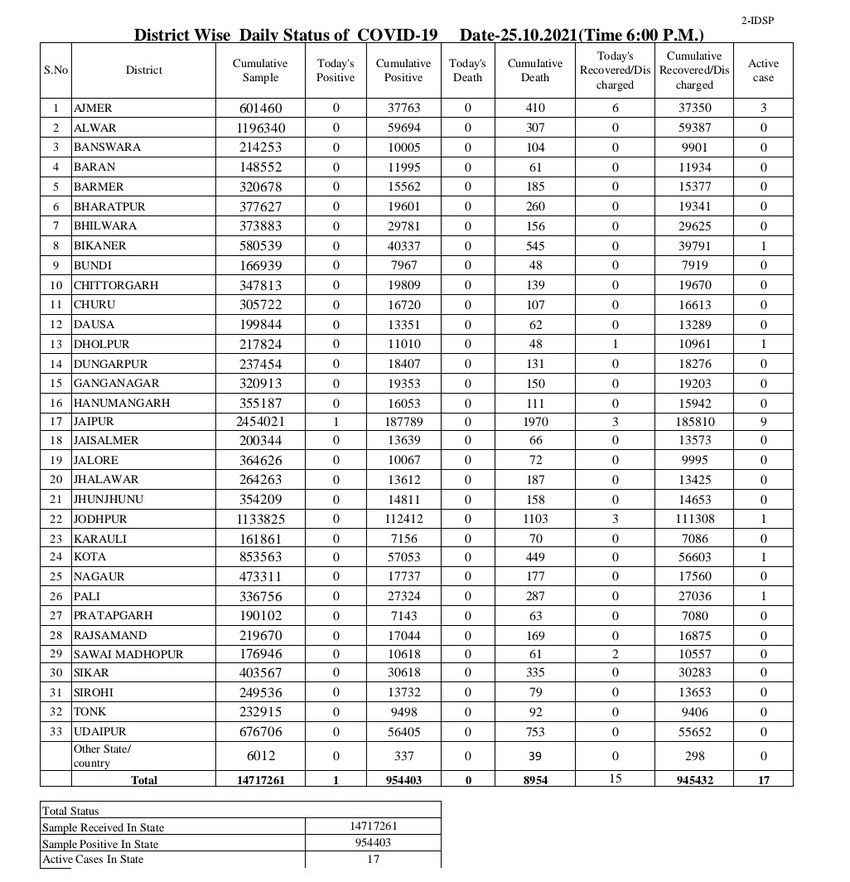 2-IDSP
District Wise Daily Status of COVID-19 Date-25.10.2021(Time 6:00 P.M.)
S.No District Cumulative Sample Today's Positive Cumulative Positive Today's Death Cumulative Death Today's Recovered/Dis charged Cumulative Recovered/Dis charged Active case
1 AJMER 601460 0 37763 0 410 6 37350 3
2 ALWAR 1196340 0 59694 0 307 0 59387 0
3 BANSWARA 214253 0 10005 0 104 0 9901 0
4 BARAN 148552 0 11995 0 61 0 11934 0
5 BARMER 320678 0 15562 0 185 0 15377 0
6 BHARATPUR 377627 0 19601 0 260 0 19341 0
7 BHILWARA 373883 0 29781 0 156 0 29625 0
8 BIKANER 580539 0 40337 0 545 0 39791 1
9 BUNDI 166939 0 7967 0 48 0 7919 0
10 CHITTORGARH 347813 0 19809 0 139 0 19670 0
11 CHURU 305722 0 16720 0 107 0 16613 0
12 DAUSA 199844 0 13351 0 62 0 13289 0
13 DHOLPUR 217824 0 11010 0 48 1 10961 1
14 DUNGARPUR 237454 0 18407 0 131 0 18276 0
15 GANGANAGAR 320913 0 19353 0 150 0 19203 0
16 HANUMANGARH 355187 0 16053 0 111 0 15942 0
17 JAIPUR 2454021 1 187789 0 1970 3 185810 9
18 JAISALMER 200344 0 13639 0 66 0 13573 0
19 JALORE 364626 0 10067 0 72 0 9995 0
20 JHALAWAR 264263 0 13612 0 187 0 13425 0
21 JHUNJHUNU 354209 0 14811 0 158 0 14653 0
22 JODHPUR 1133825 0 112412 0 1103 3 111308 1
23 KARAULI 161861 0 7156 0 70 0 7086 0
24 KOTA 853563 0 57053 0 449 0 56603 1
25 NAGAUR 473311 0 17737 0 177 0 17560 0
26 PALI 336756 0 27324 0 287 0 27036 1
27 PRATAPGARH 190102 0 7143 0 63 0 7080 0
28 RAJSAMAND 219670 0 17044 0 169 0 16875 0
29 SAWAI MADHOPUR 176946 0 10618 0 61 2 10557 0
30 SIKAR 403567 0 30618 0 335 0 30283 0
31 SIROHI 249536 0 13732 0 79 0 13653 0
32 TONK 232915 0 9498 0 92 0 9406 0
33 UDAIPUR 676706 0 56405 0 753 0 55652 0
Other State/ country 6012 0 337 0 39 0 298 0
Total 14717261 1 954403 0 8954 15 945432 17
Total Status
Sample Received In State 14717261
Sample Positive In State 954403
Active Cases In State 17